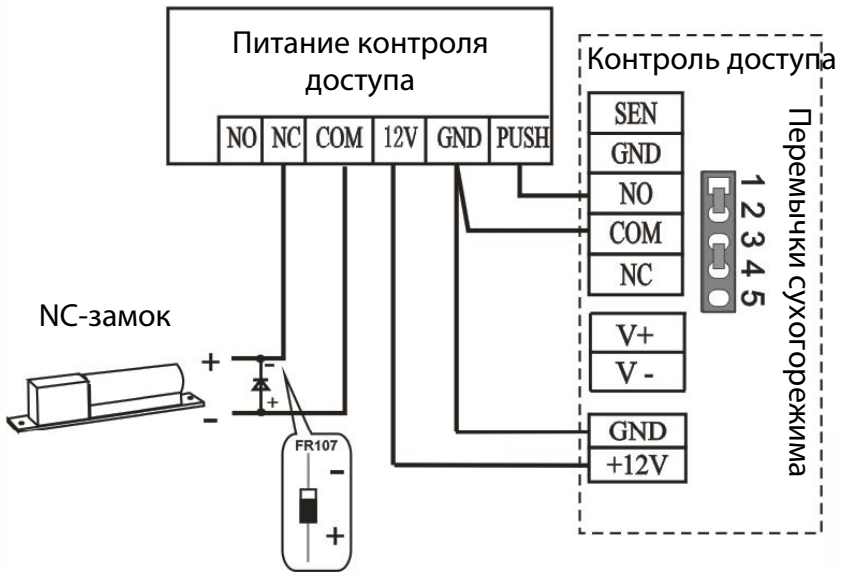 Питание контроля
доступа
NO NC COM 12V GND PUSH
Контроль доступа
SEN
GND
NO
COM
NC
V+
V -
GND
+12V
1 2 3 4 5
Перемычки сухогорежима
NC-замок
+
-
-
+
FR107
-
+